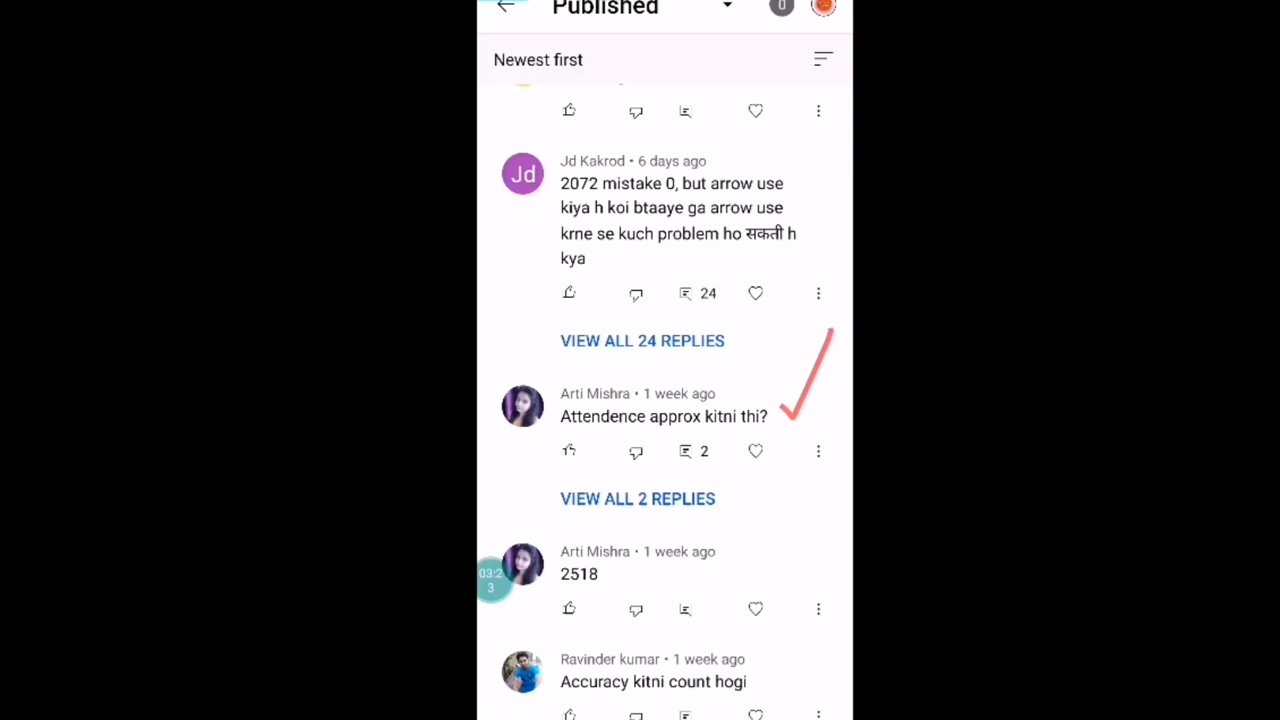 Published
0
Newest first
Jd Kakrod • 6 days ago
Jd
2072 mistake 0, but arrow use
kiya h koi btaaye ga arrow use
krne se kuch problem ho सकती h
kya
24
VIEW ALL 24 REPLIES
Arti Mishra • 1 week ago
Attendence approx kitni thi?
2
VIEW ALL 2 REPLIES
Arti Mishra • 1 week ago
03:2
3
2518
Ravinder kumar • 1 week ago
Accuracy kitni count hogi